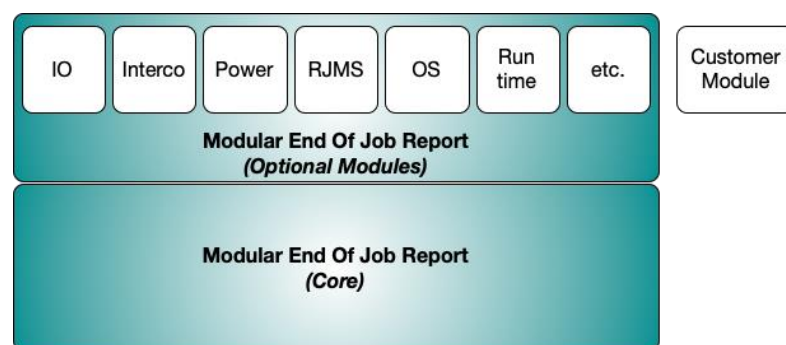 IO
Interco
Power
RJMS
OS
Run
time
etc.
Customer
Module
Modular End Of Job Report
(Optional Modules)
Modular End Of Job Report
(Core)